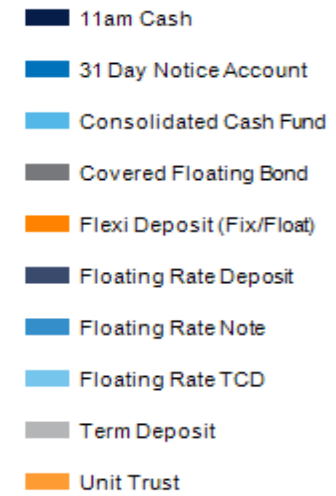 11am Cash
31 Day Notice Account
Consolidated Cash Fund
Covered Floating Bond
Flexi Deposit (Fix/Float)
Floating Rate Deposit
Floating Rate Note
Floating Rate TCD
Term Deposit
Unit Trust